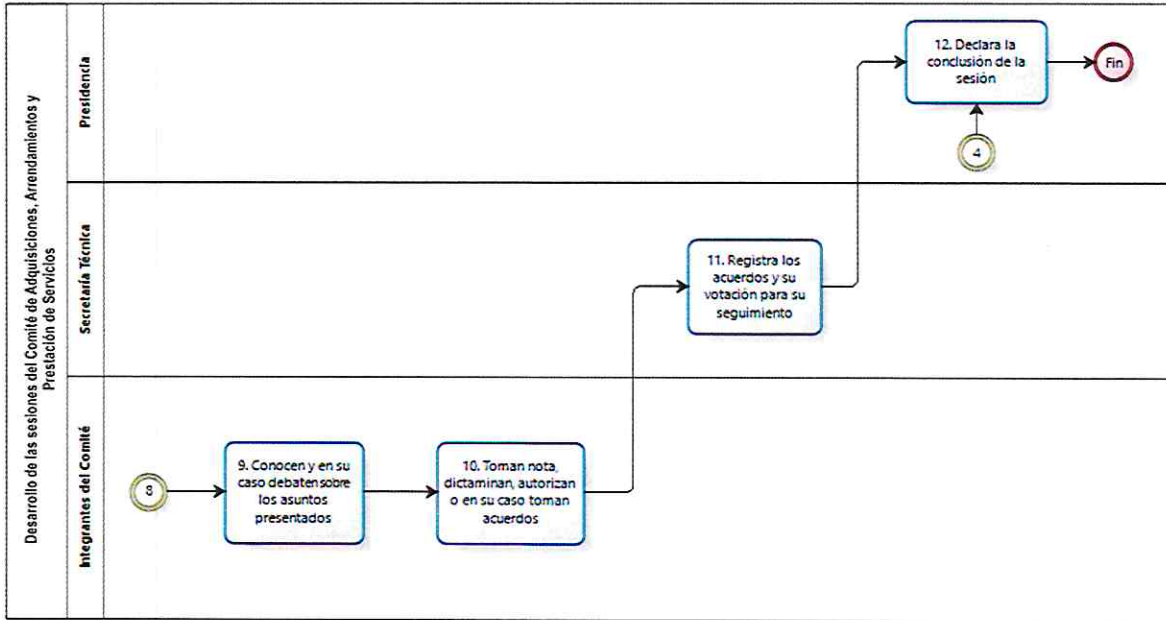 Desarrollo de las sesiones del Comité de Adquisiciones, Arrendamientos y
Prestación de Servicios
Presidencia
12. Declara la
conclusión de la
sesión
Fin
4
Secretaría Técnica
11. Registra los
acuerdos y su
votación para su
seguimiento
Integrantes del Comité
8
9. Conocen y en su
caso debaten sobre
los asuntos
presentados
10. Toman nota,
dictaminan, autorizan
o en su caso toman
acuerdos